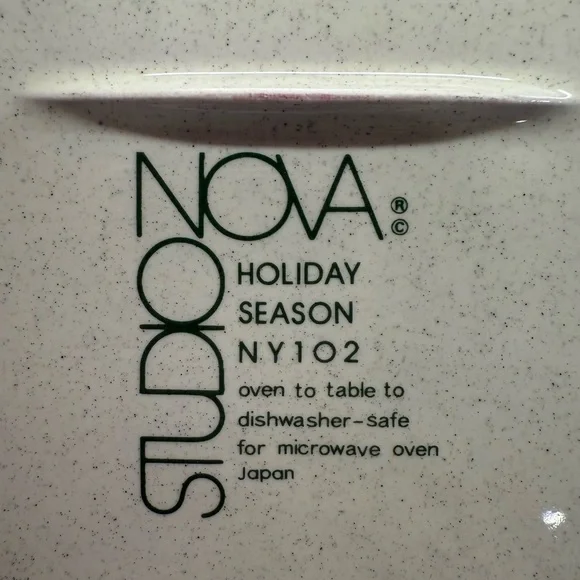 STUDIO
NOVA®©
HOLIDAY
SEASON
NY102
oven to table to
dishwasher-safe
for microwave oven
Japan